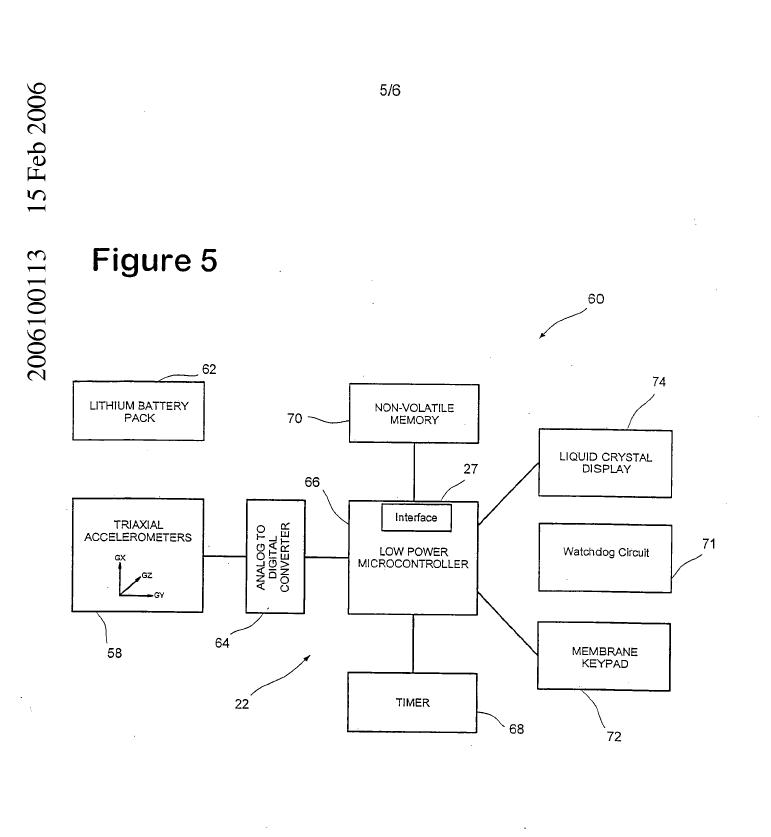 5/6
2006100113 15 Feb 2006
Figure 5
60
62
LITHIUM BATTERY
PACK
70
NON-VOLATILE
MEMORY
74
LIQUID CRYSTAL
DISPLAY
66
27
Interface
LOW POWER
MICROCONTROLLER
TRIAXIAL
ACCELEROMETERS
GX
GZ
GY
58
ANALOG TO
DIGITAL
CONVERTER
64
Watchdog Circuit
71
MEMBRANE
KEYPAD
72
22
TIMER
68